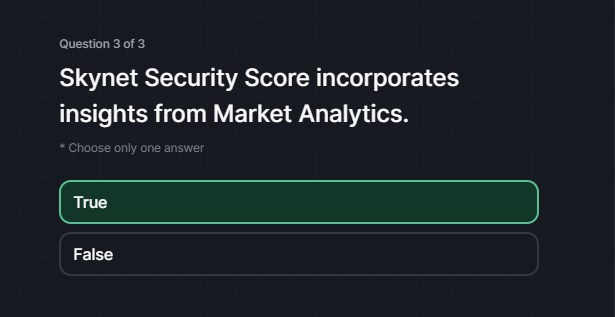 Question 3 of 3
Skynet Security Score incorporates
insights from Market Analytics.
* Choose only one answer
True
False